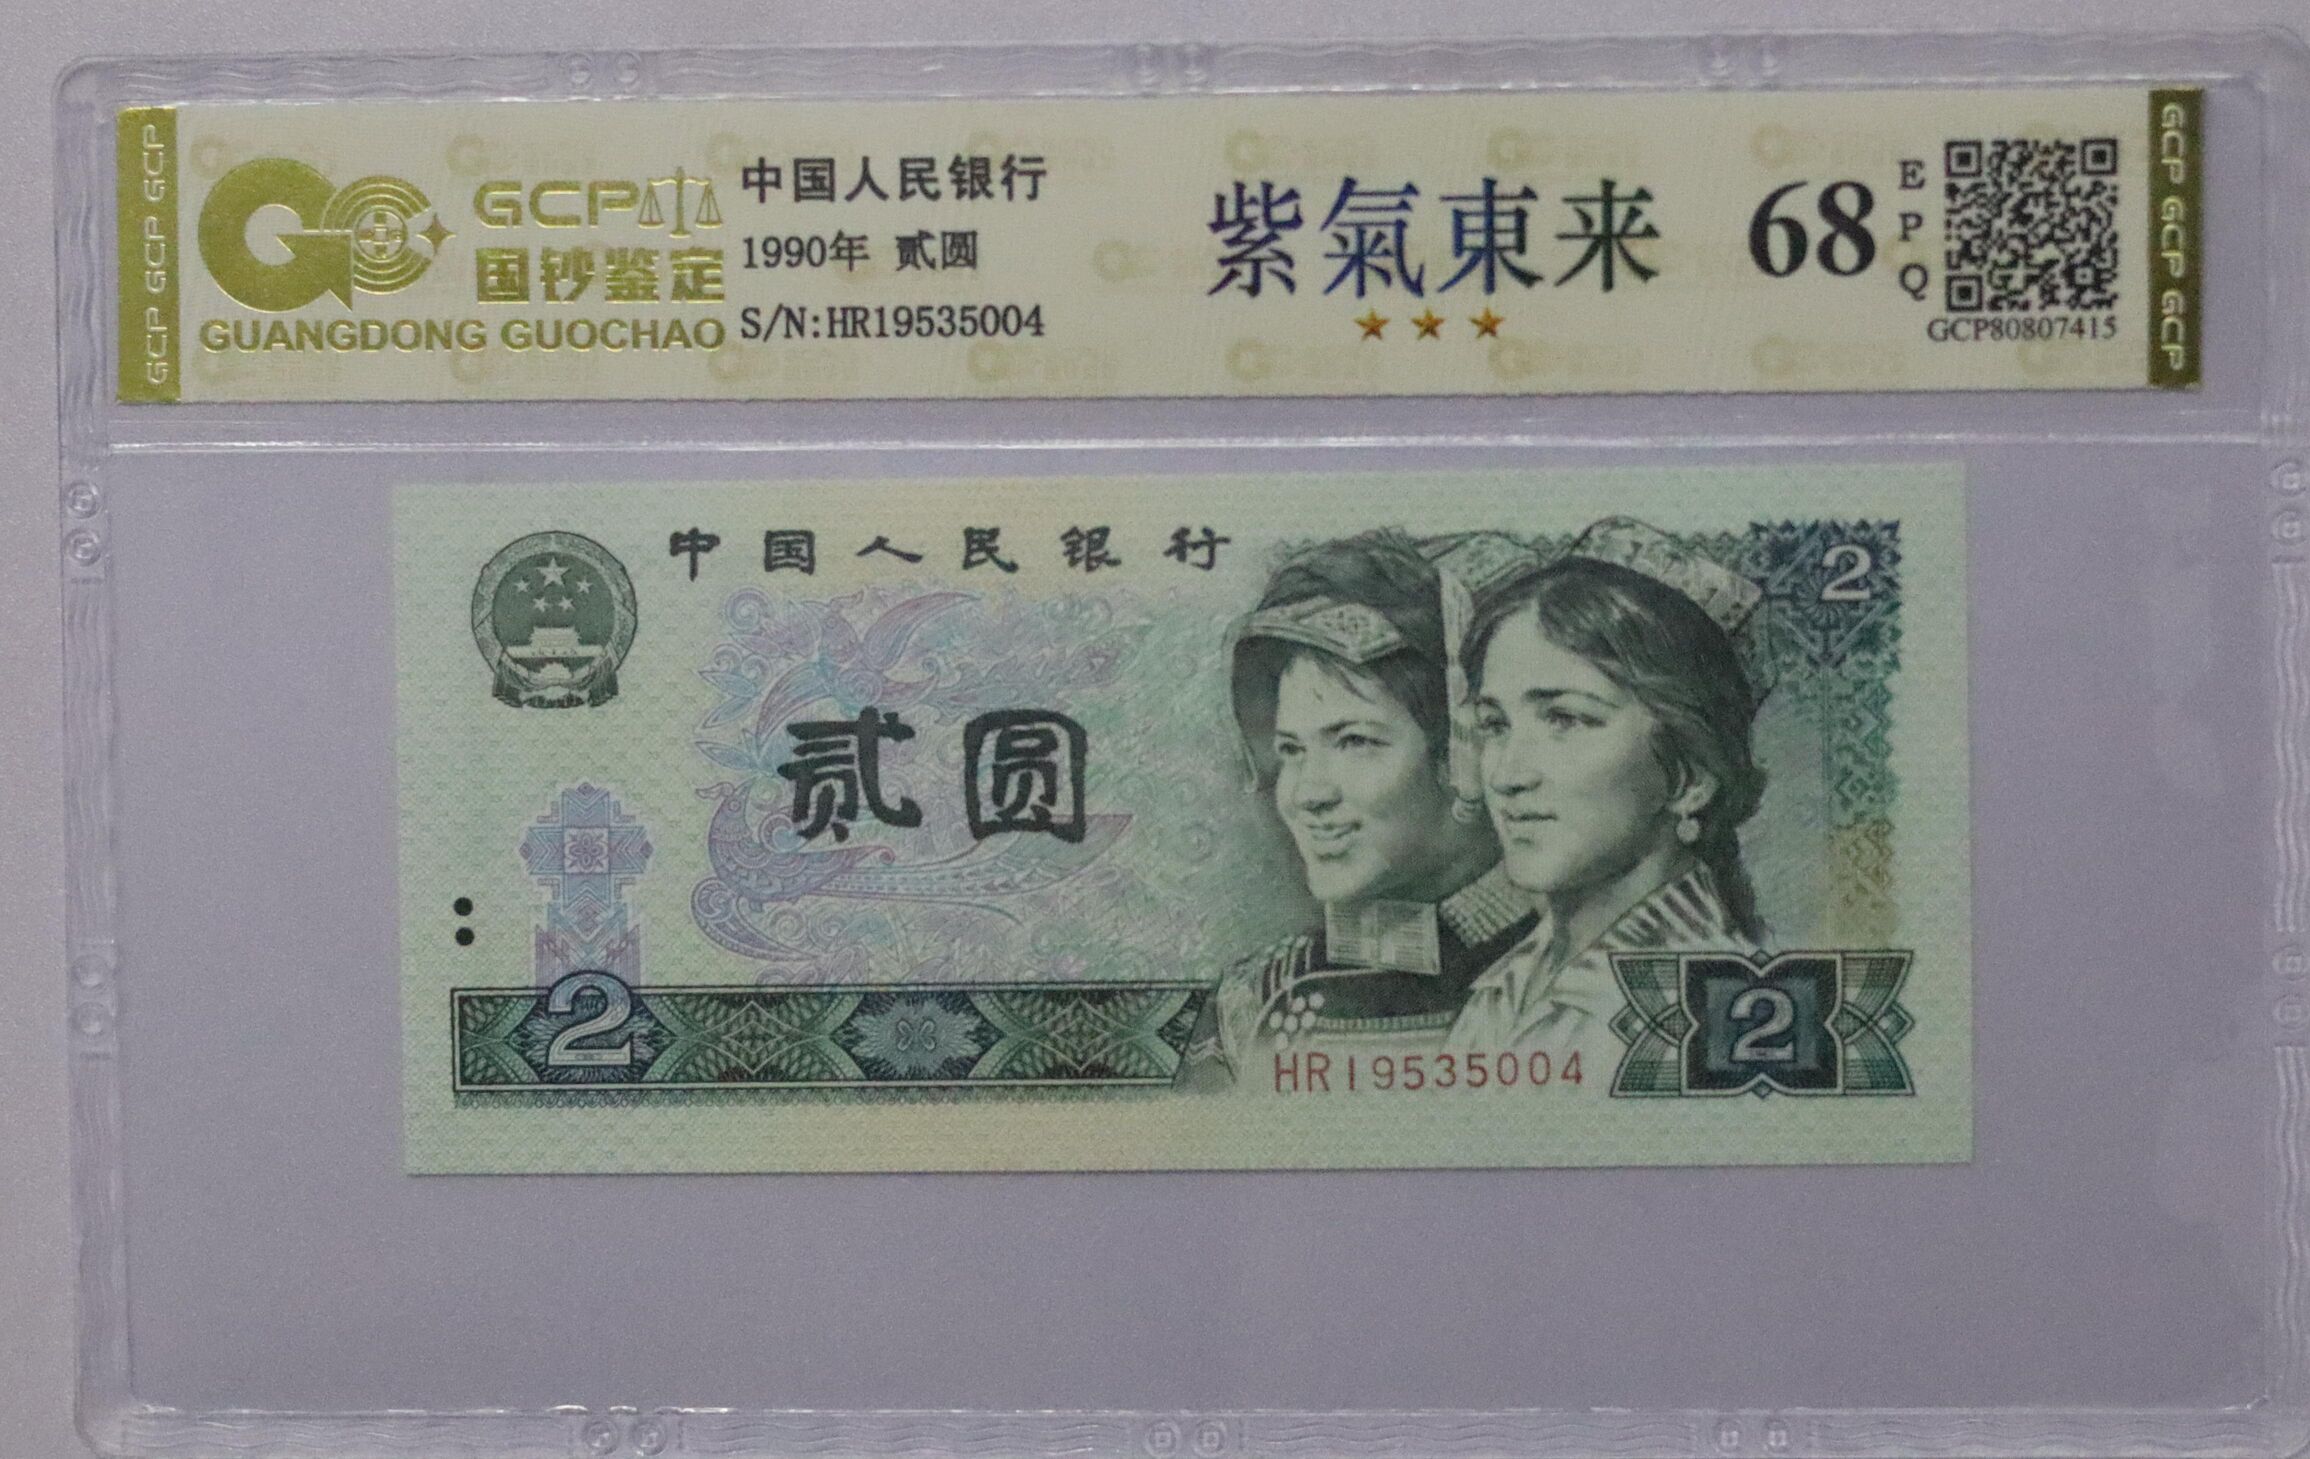 GCP GCP GCP
GCP
国钞鉴定
GUANGDONG GUOCHAO
中国人民银行
1990年 贰圆
S/N:HR19535004
紫氣東来
68
EPQ
GCP80807415
GCP GCP GCP
中国人民银行
2
贰圆
2
HR19535004
2